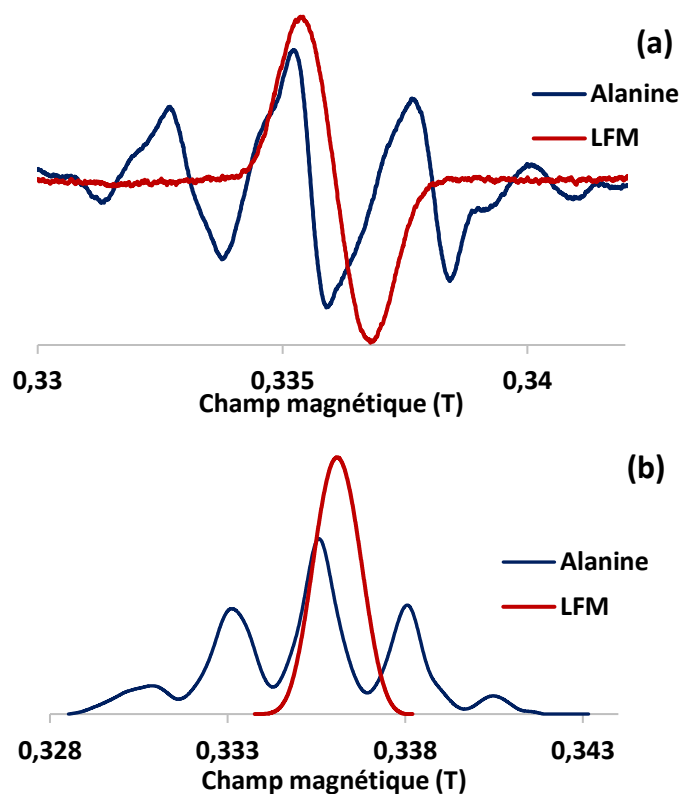 (a)
Alanine
LFM
0,33 0,335 0,34
Champ magnétique (T)
(b)
Alanine
LFM
0,328 0,333 0,338 0,343
Champ magnétique (T)